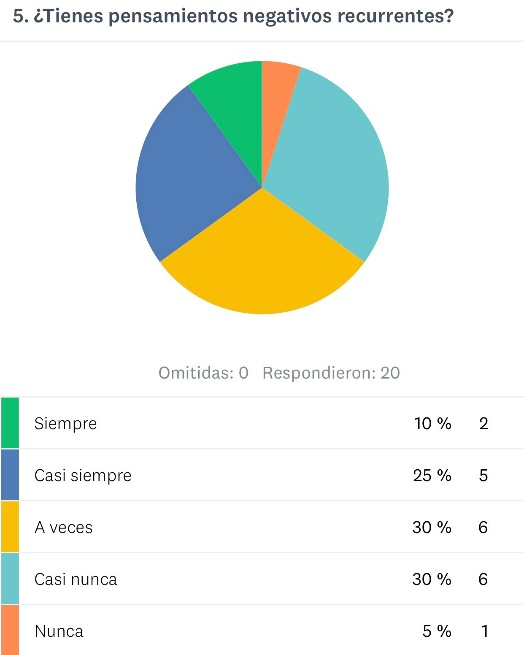 5. ¿Tienes pensamientos negativos recurrentes?
Omitidas: 0 Respondieron: 20
Siempre 10 % 2
Casi siempre 25 % 5
A veces 30 % 6
Casi nunca 30 % 6
Nunca 5 % 1